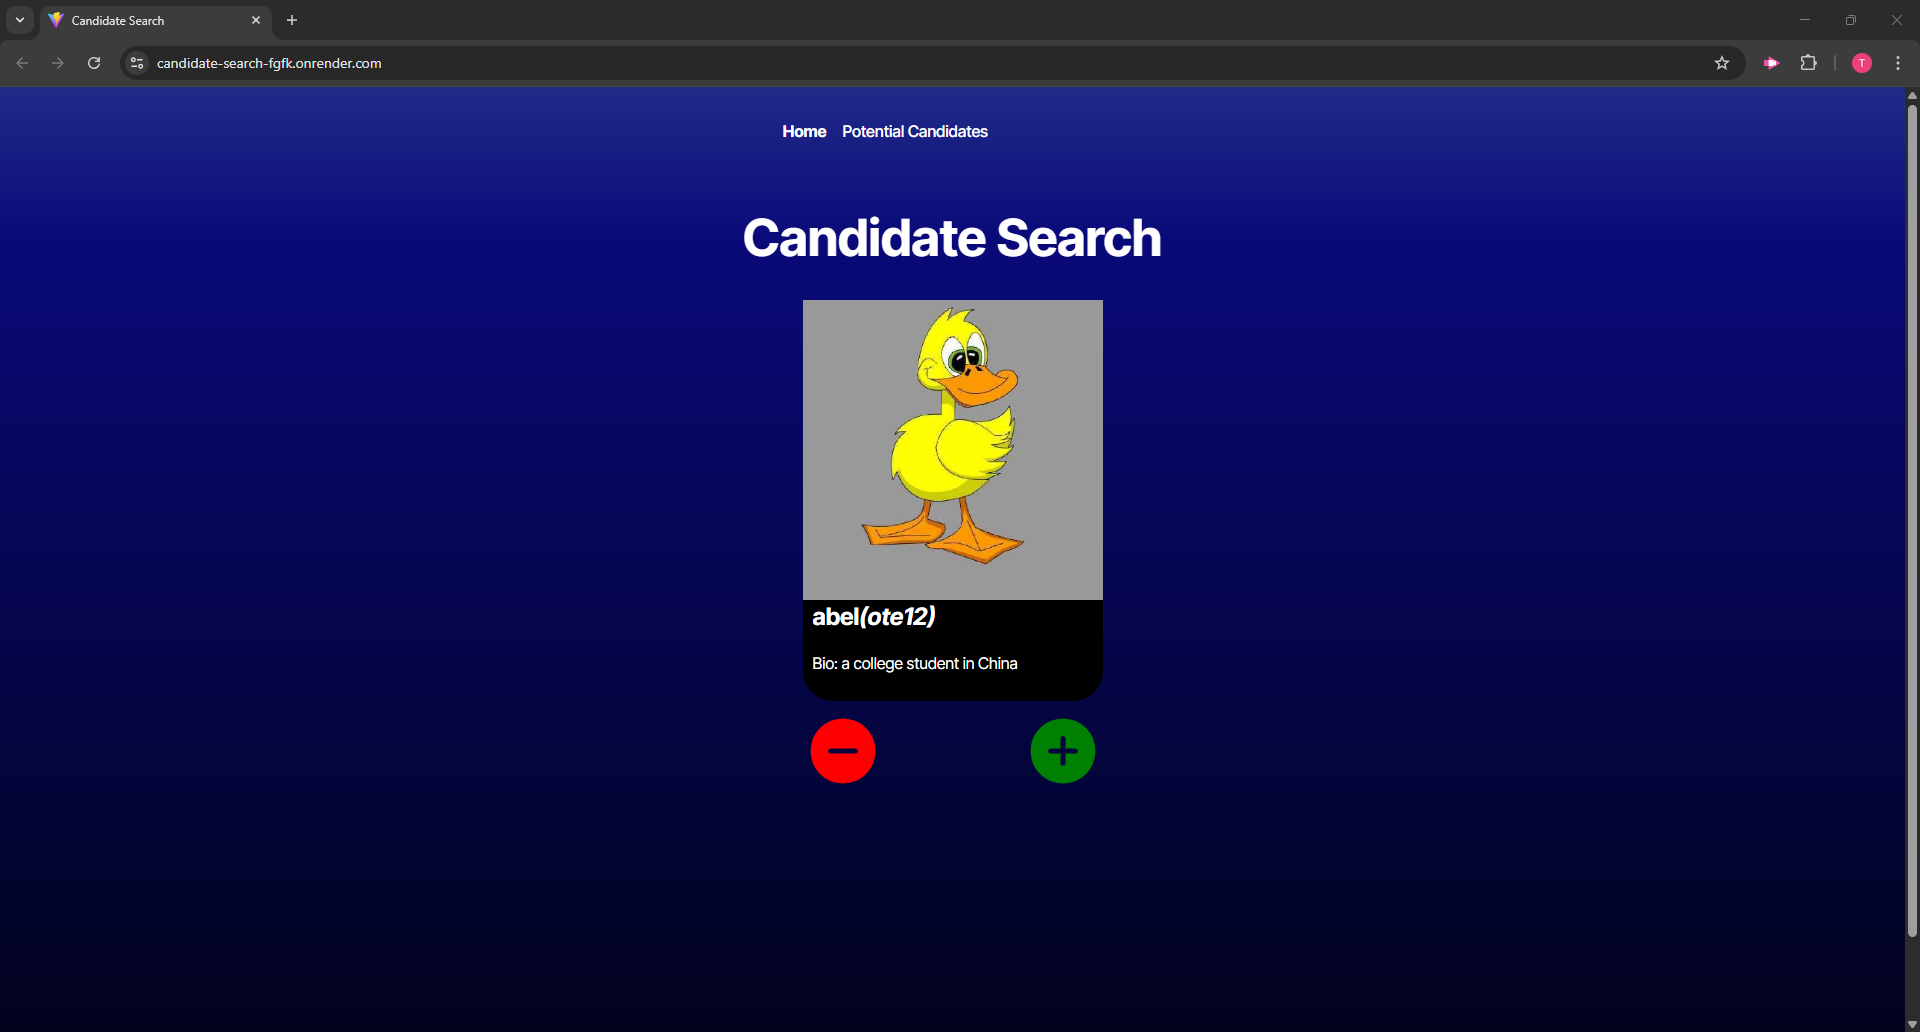 Candidate Search
candidate-search-fgfk.onrender.com
T
Home Potential Candidates
Candidate Search
abel(ote12)
Bio: a college student in China